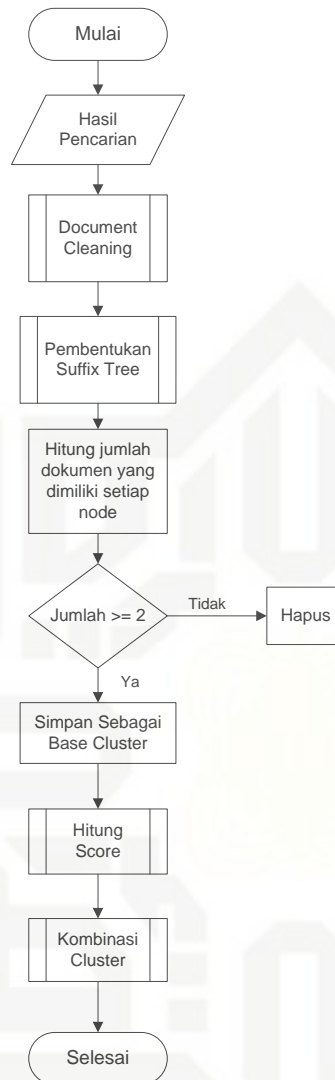 Mulai
Hasil
Pencarian
Document
Cleaning
Pembentukan
Suffix Tree
Hitung jumlah
dokumen yang
dimiliki setiap
node
Jumlah >= 2
Tidak
Hapus
Ya
Simpan Sebagai
Base Cluster
Hitung
Score
Kombinasi
Cluster
Selesai